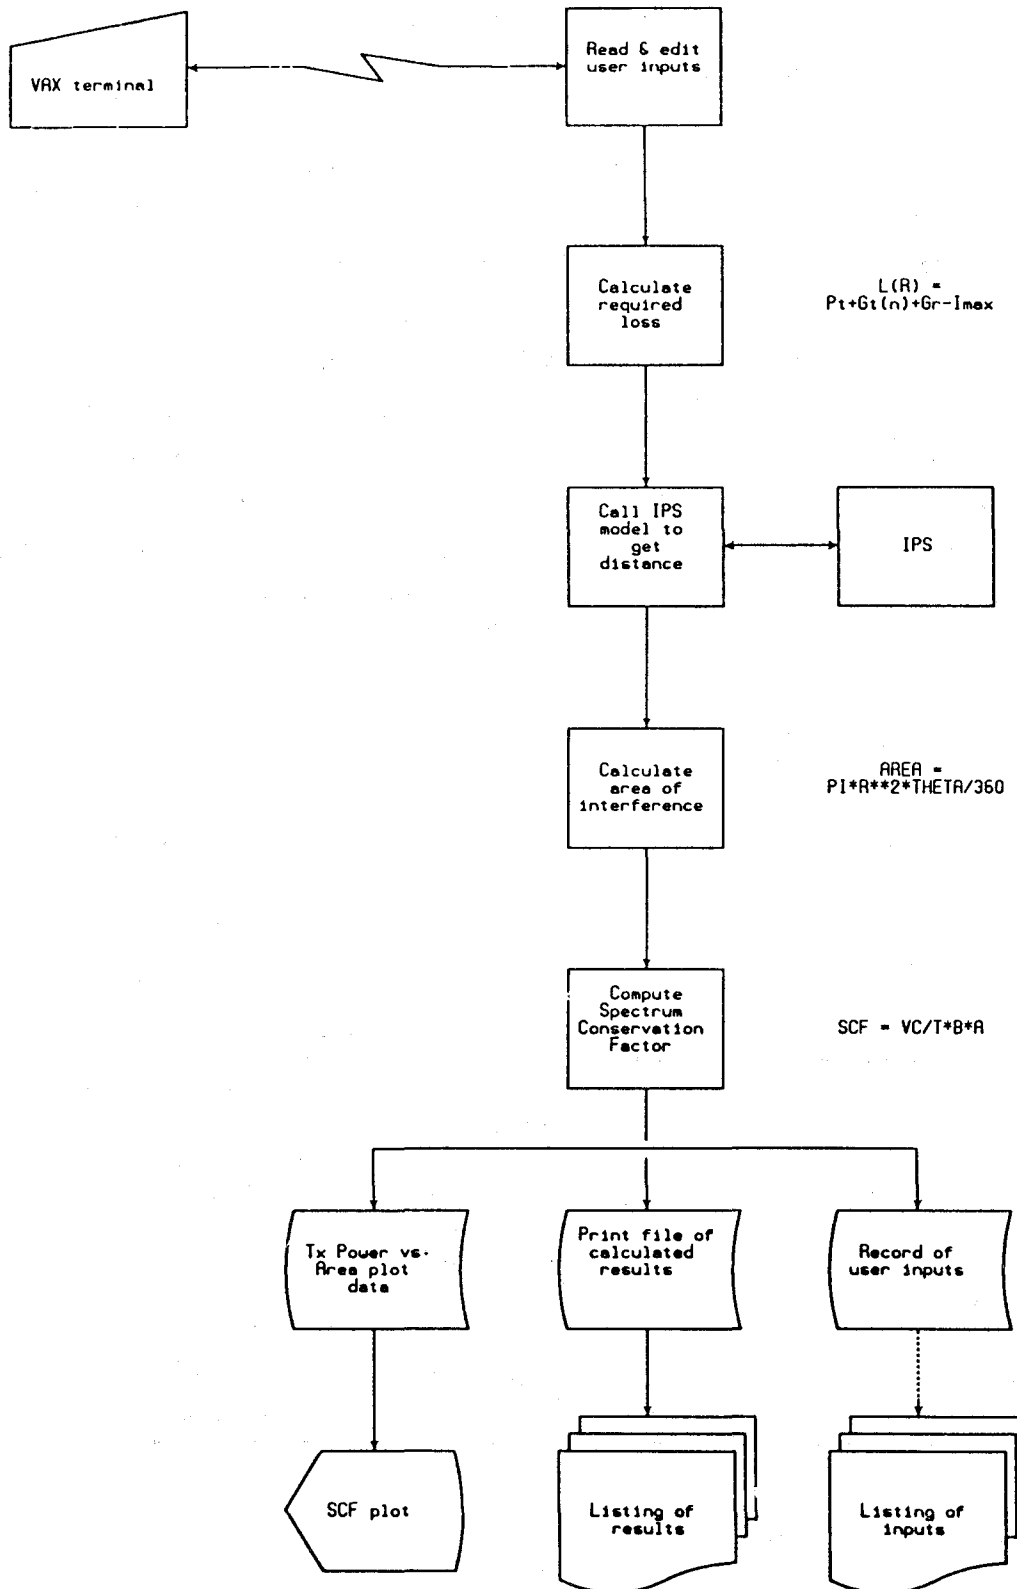 VAX terminal
Read & edit
user inputs
Calculate
required
loss
L(R) =
Pt+Gt(n)+Gr-Imax
Call IPS
model to
get
distance
IPS
Calculate
area of
interference
AREA =
PI*R**2*THETA/360
Compute
Spectrum
Conservation
Factor
SCF = VC/T*B*A
Tx Power vs.
Area plot
data
Print file of
calculated
results
Record of
user inputs
SCF plot
Listing of
results
Listing of
inputs